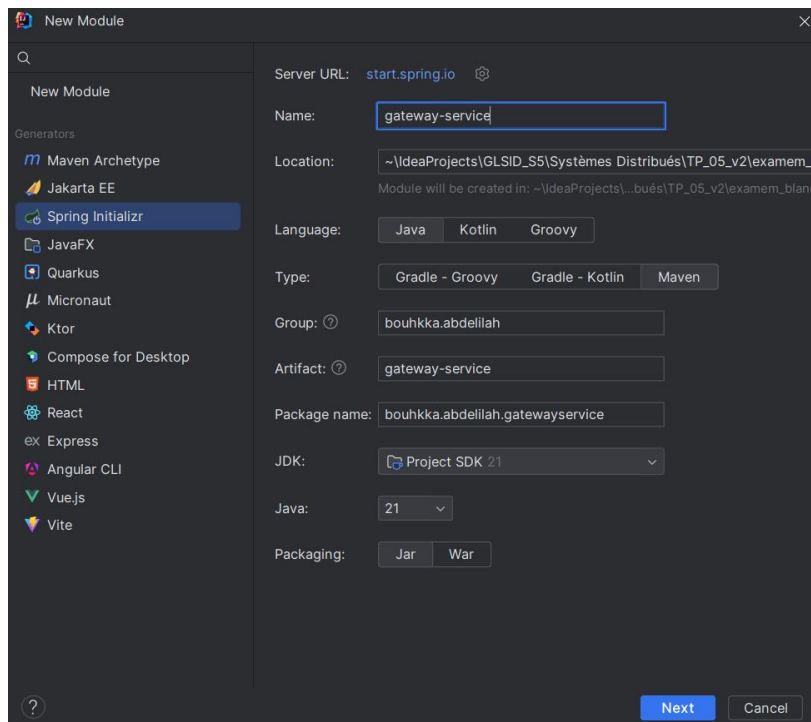 New Module
New Module
Generators
Maven Archetype
Jakarta EE
Spring Initializr
JavaFX
Quarkus
Micronaut
Ktor
Compose for Desktop
HTML
React
ex Express
Angular CLI
Vue.js
Vite
Server URL: start.spring.io
Name: gateway-service
Location: ~\IdeaProjects\GLSID_S5\Systèmes Distribués\TP_05_v2\examem_
Module will be created in: ~\IdeaProjects\...bués\TP_05_v2\examem_blan
Language: Java Kotlin Groovy
Type: Gradle - Groovy Gradle - Kotlin Maven
Group: bouhkka.abdelilah
Artifact: gateway-service
Package name: bouhkka.abdelilah.gatewayservice
JDK: Project SDK 21
Java: 21
Packaging: Jar War
? Next Cancel